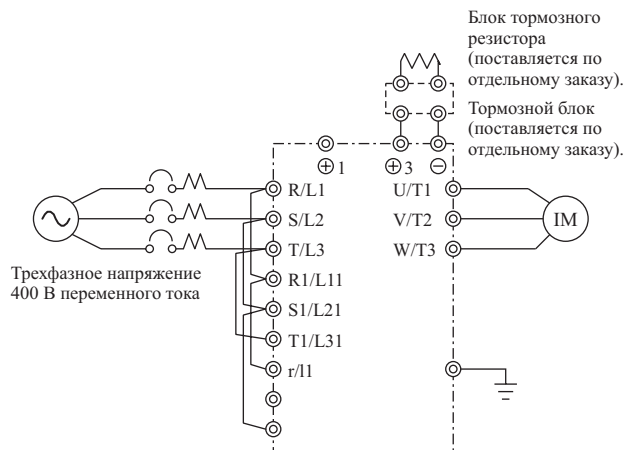 Блок тормозного
резистора
(поставляется по
отдельному заказу).
Тормозной блок
(поставляется по
отдельному заказу).
⊕1
⊕3
⊖
R/L1
U/T1
S/L2
V/T2
IM
T/L3
W/T3
Трехфазное напряжение
400 В переменного тока
R1/L11
S1/L21
T1/L31
r/l1